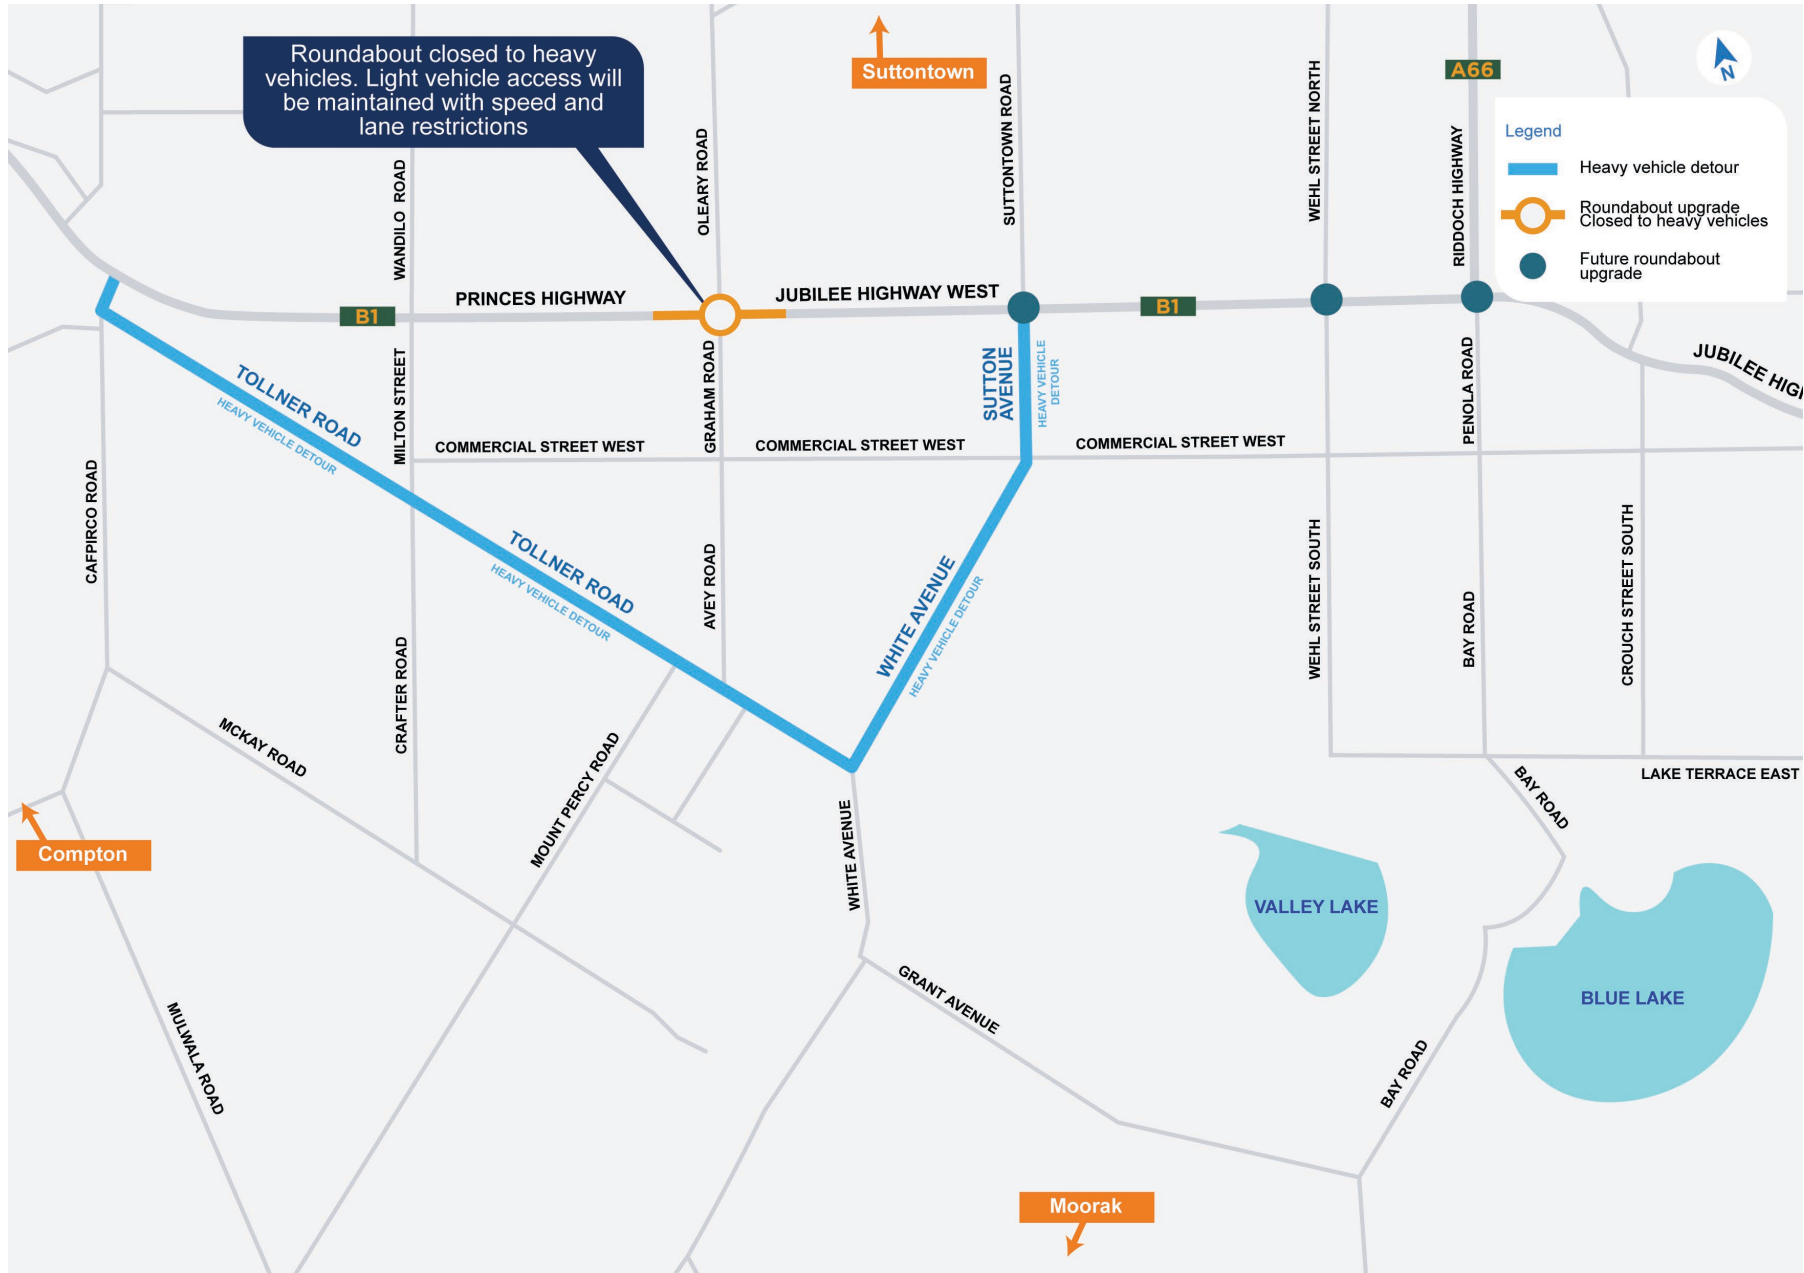 Roundabout closed to heavy
vehicles. Light vehicle access will
be maintained with speed and
lane restrictions
Suttontown
A66
N
Legend
Heavy vehicle detour
Roundabout upgrade
Closed to heavy vehicles
Future roundabout
upgrade
WANDILO ROAD
OLEARY ROAD
SUTTONTOWN ROAD
WEHL STREET NORTH
RIDDOCH HIGHWAY
PRINCES HIGHWAY
JUBILEE HIGHWAY WEST
B1
B1
JUBILEE HIGH
TOLLNER ROAD
HEAVY VEHICLE DETOUR
MILTON STREET
GRAHAM ROAD
SUTTON
AVENUE
HEAVY VEHICLE
DETOUR
PENOLA ROAD
COMMERCIAL STREET WEST
COMMERCIAL STREET WEST
COMMERCIAL STREET WEST
CAFPIRCO ROAD
TOLLNER ROAD
HEAVY VEHICLE DETOUR
AVEY ROAD
WHITE AVENUE
HEAVY VEHICLE DETOUR
WEHL STREET SOUTH
BAY ROAD
CROUCH STREET SOUTH
CRAFTER ROAD
MCKAY ROAD
MOUNT PERCY ROAD
WHITE AVENUE
BAY ROAD
LAKE TERRACE EAST
Compton
VALLEY LAKE
BLUE LAKE
GRANT AVENUE
MULWALA ROAD
BAY ROAD
Moorak